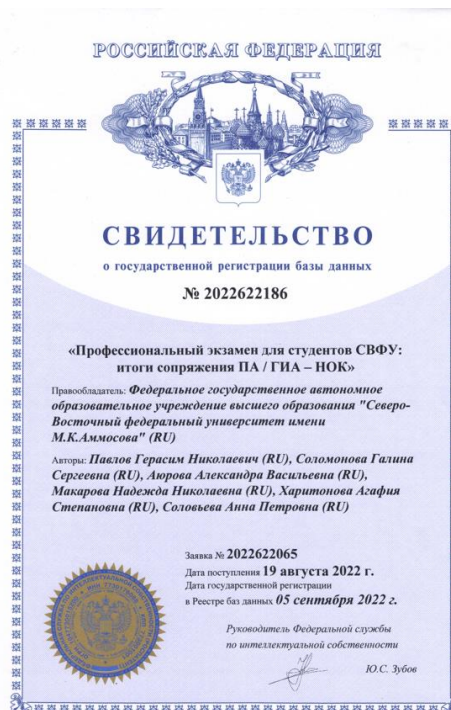 РОССИЙСКАЯ ФЕДЕРАЦИЯ
СВИДЕТЕЛЬСТВО
о государственной регистрации базы данных
№ 2022622186
«Профессиональный экзамен для студентов СВФУ:
итоги сопряжения ПА / ГИА – НОК»
Правообладатель: Федеральное государственное автономное
образовательное учреждение высшего образования "Северо-
Восточный федеральный университет имени
М.К.Аммосова" (RU)
Авторы: Павлов Герасим Николаевич (RU), Соломонова Галина
Сергеевна (RU), Аюрова Александра Васильевна (RU),
Макарова Надежда Николаевна (RU), Харитонова Агафия
Степановна (RU), Соловьева Анна Петровна (RU)
Заявка № 2022622065
Дата поступления 19 августа 2022 г.
Дата государственной регистрации
в Реестре баз данных 05 сентября 2022 г.
Руководитель Федеральной службы
по интеллектуальной собственности
Ю.С. Зубов